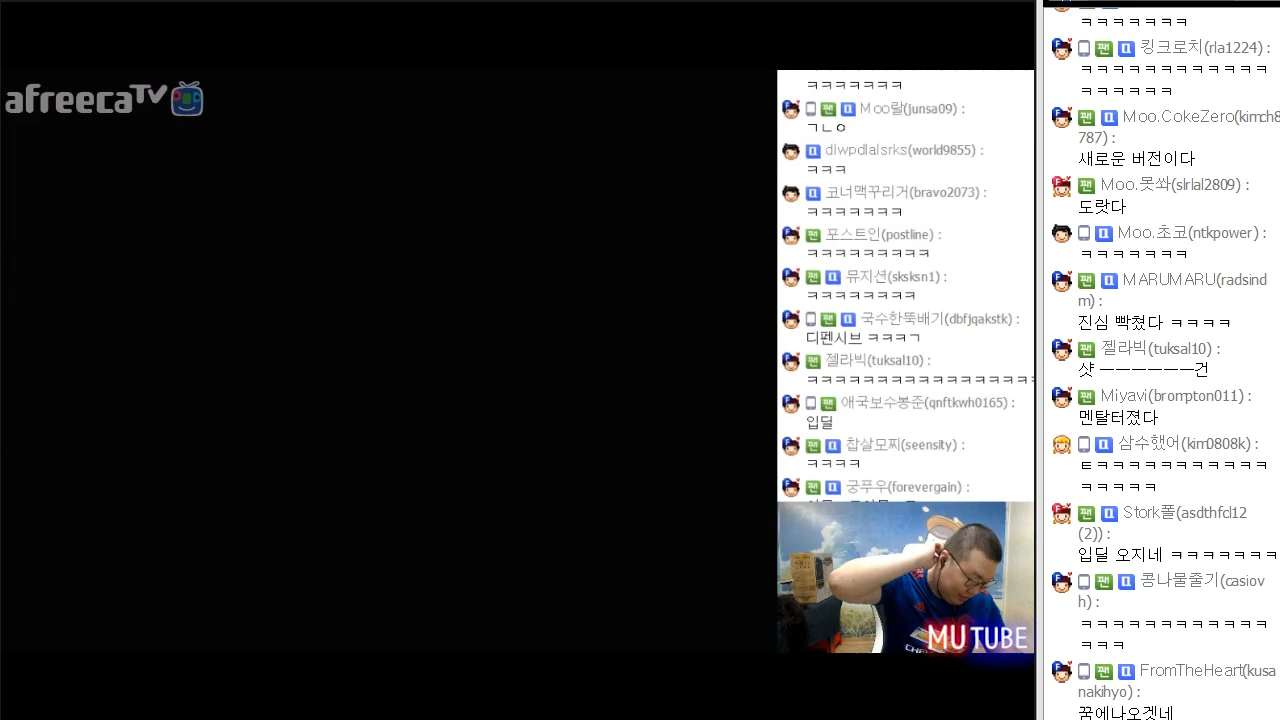 afreecaTV
ㅋㅋㅋㅋㅋㅋㅋ
Moo랄(junsa09) :
ㄱㄴㅇ
dlwpdlalsrks(world9855) :
ㅋㅋㅋ
코너맥꾸리거(bravo2073) :
ㅋㅋㅋㅋㅋㅋㅋ
포스트인(postline) :
ㅋㅋㅋㅋㅋㅋㅋㅋㅋ
뮤지션(sksksn1) :
ㅋㅋㅋㅋㅋㅋㅋㅋ
국수한뚝배기(dbfjqakstk) :
디펜시브 ㅋㅋㅋㄱ
젤라빅(tuksal10) :
ㅋㅋㅋㅋㅋㅋㅋㅋㅋㅋㅋㅋㅋㅋㅋㅋ
애국보수봉준(qnftkwh0165) :
입딜
찹살모찌(seensity) :
ㅋㅋㅋㅋ
궁푸우(forevergain) :
MUTUBE
ㅋㅋㅋㅋㅋㅋㅋ
킹크로치(rla1224) :
ㅋㅋㅋㅋㅋㅋㅋㅋㅋㅋㅋㅋ
ㅋㅋㅋㅋㅋㅋ
Moo.CokeZero(kimch8
787) :
새로운 버전이다
Moo.못쏴(slrlal2809) :
도랏다
Moo.초코(ntkpower) :
ㅋㅋㅋㅋㅋㅋㅋ
MARUMARU(radsind
m) :
진심 빡쳤다 ㅋㅋㅋㅋ
젤라빅(tuksal10) :
샷 ㅡㅡㅡㅡㅡㅡ건
Miyavi(brompton011) :
멘탈터졌다
삼수했어(kim0808k) :
ㅌㅋㅋㅋㅋㅋㅋㅋㅋㅋㅋㅋ
ㅋㅋㅋㅋㅋ
Stork폴(asdthfcl12
(2)) :
입딜 오지네 ㅋㅋㅋㅋㅋㅋㅋ
콩나물줄기(casiov
h) :
ㅋㅋㅋㅋㅋㅋㅋㅋㅋㅋㅋㅋ
ㅋㅋㅋ
FromTheHeart(kusa
nakihyo) :
꿈에나오겟네